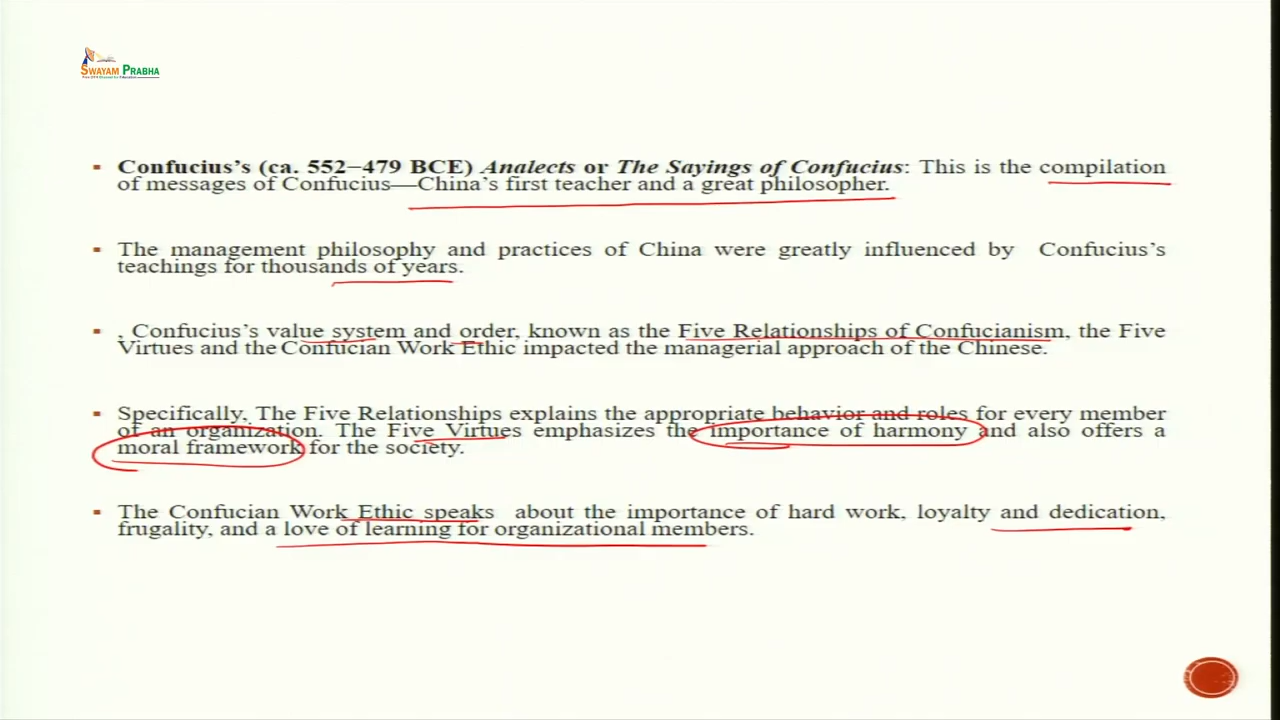 SWAYAM PRABHA
Confucius's (ca. 552−479 BCE) Analects or The Sayings of Confucius: This is the compilation
of messages of Confucius—China's first teacher and a great philosopher.
The management philosophy and practices of China were greatly influenced by Confucius's
teachings for thousands of years.
, Confucius's value system and order, known as the Five Relationships of Confucianism, the Five
Virtues and the Confucian Work Ethic impacted the managerial approach of the Chinese.
Specifically, The Five Relationships explains the appropriate behavior and roles for every member
of an organization. The Five Virtues emphasizes the importance of harmony and also offers a
moral framework for the society.
The Confucian Work Ethic speaks about the importance of hard work, loyalty and dedication,
frugality, and a love of learning for organizational members.